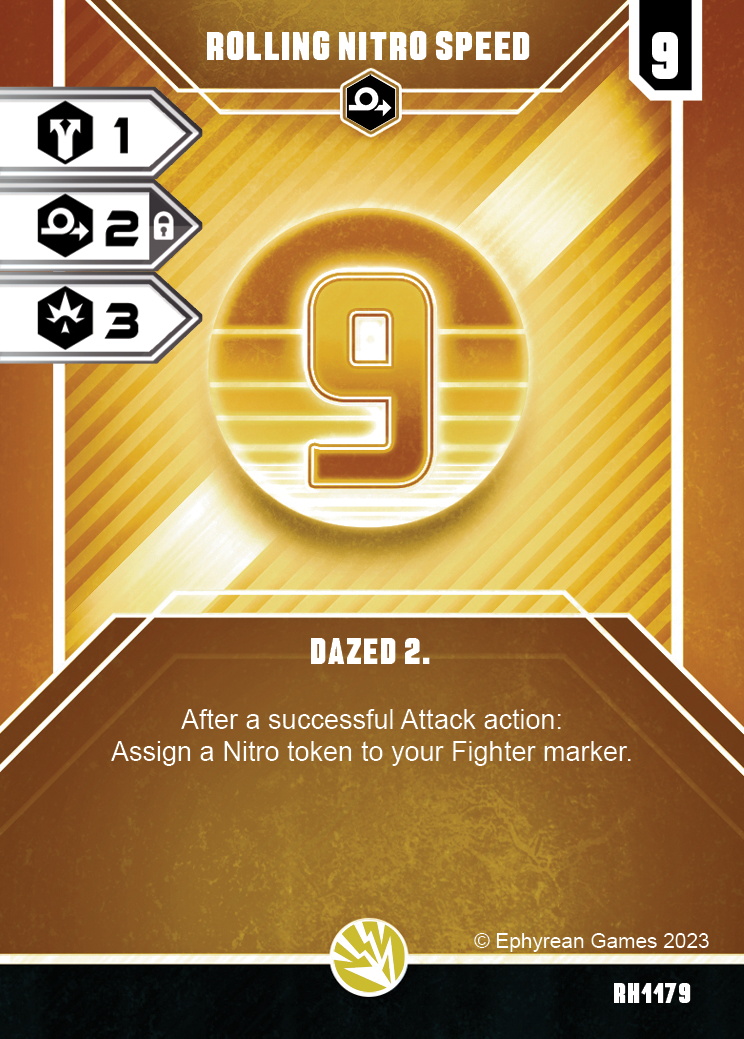 ROLLING NITRO SPEED
9
1
2
3
9
DAZED 2.
After a successful Attack action:
Assign a Nitro token to your Fighter marker.
© Ephyrean Games 2023
RH1179